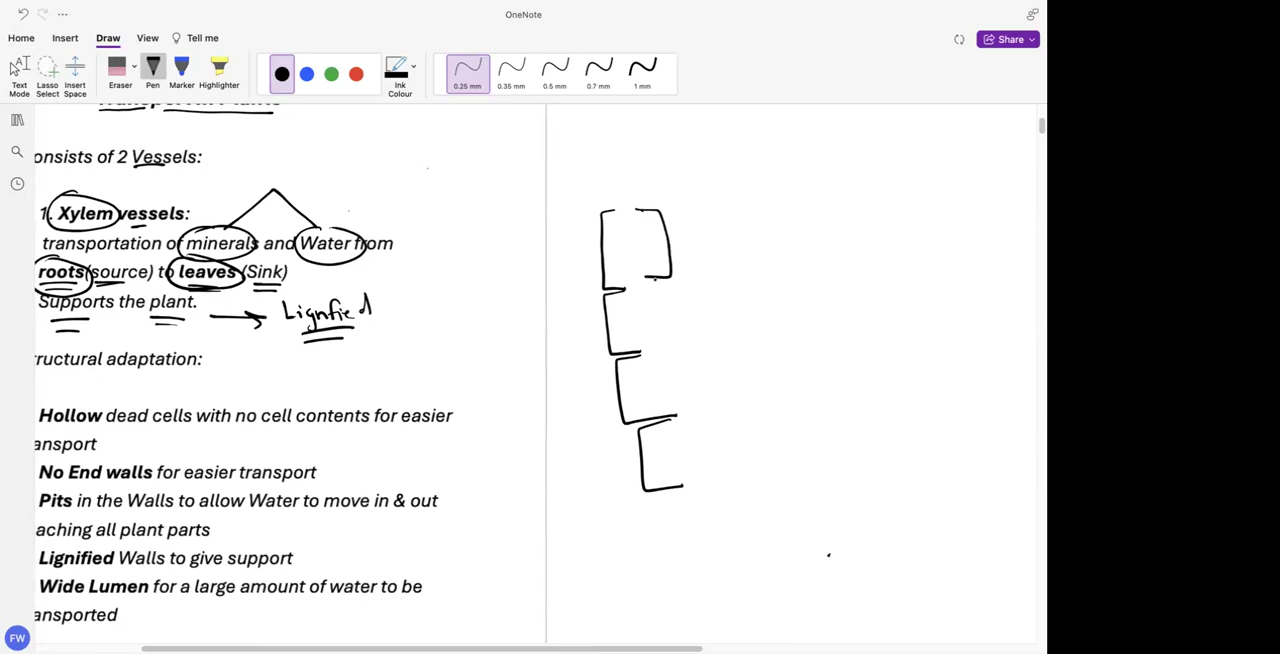 OneNote
Home Insert Draw View Tell me
Share
Text Mode
Lasso Select
Insert Space
Eraser
Pen
Marker
Highlighter
Ink Colour
0.25 mm 0.35 mm 0.5 mm 0.7 mm 1 mm
onsists of 2 Vessels:
1. Xylem vessels:
transportation of minerals and Water from
roots(source) to leaves (Sink)
Supports the plant.
Lignfied
ructural adaptation:
Hollow dead cells with no cell contents for easier
ansport
No End walls for easier transport
Pits in the Walls to allow Water to move in & out
aching all plant parts
Lignified Walls to give support
Wide Lumen for a large amount of water to be
ansported
FW